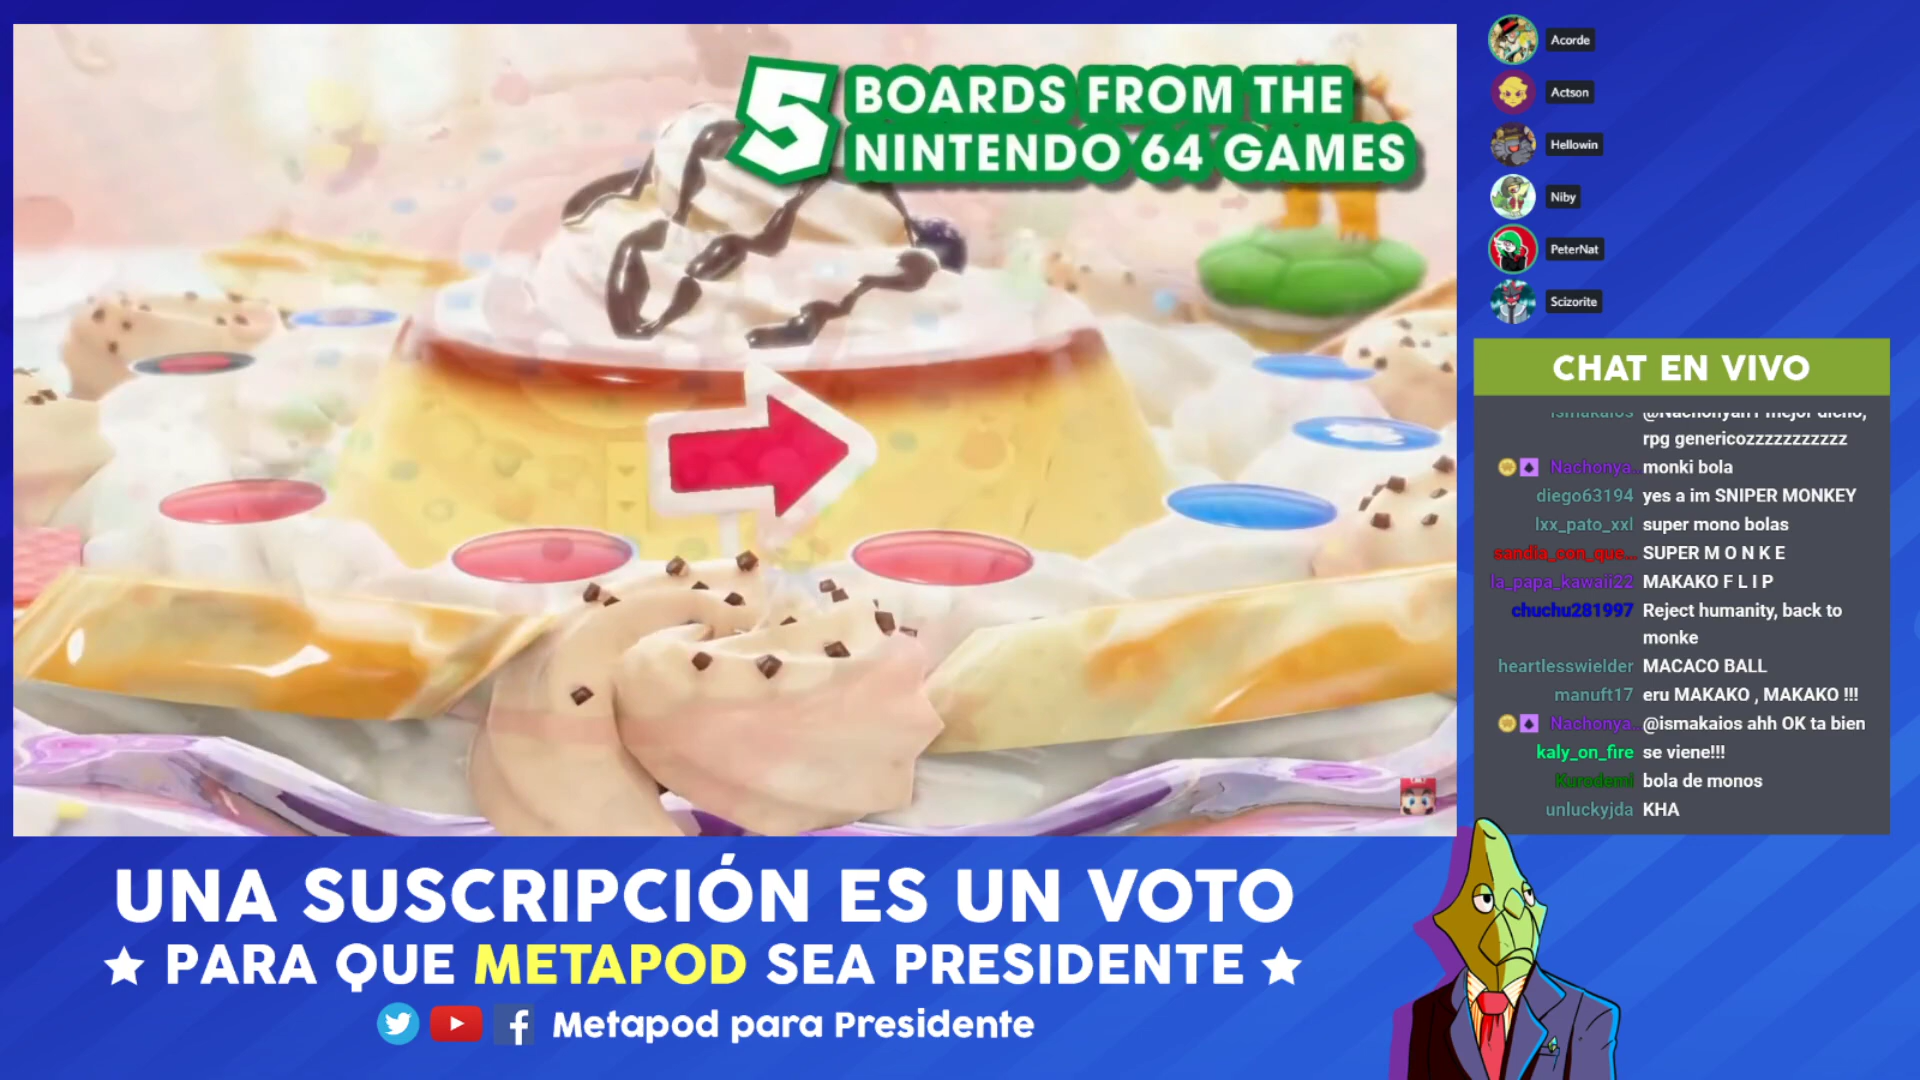 5 BOARDS FROM THE
NINTENDO 64 GAMES
Acorde
Actson
Hellowin
Niby
PeterNat
Scizorite
CHAT EN VIVO
rpg genericozzzzzzzzzzz
Nachonya... monki bola
diego63194 yes a im SNIPER MONKEY
lxx_pato_xxl super mono bolas
sandia_con_que... SUPER M O N K E
la_papa_kawaii22 MAKAKO F L I P
chuchu281997 Reject humanity, back to
monke
heartlesswielder MACACO BALL
manuft17 eru MAKAKO , MAKAKO !!!
Nachonya... @ismakaios ahh OK ta bien
kaly_on_fire se viene!!!
Kurodemi bola de monos
unluckyjda KHA
UNA SUSCRIPCIÓN ES UN VOTO
★ PARA QUE METAPOD SEA PRESIDENTE ★
Metapod para Presidente